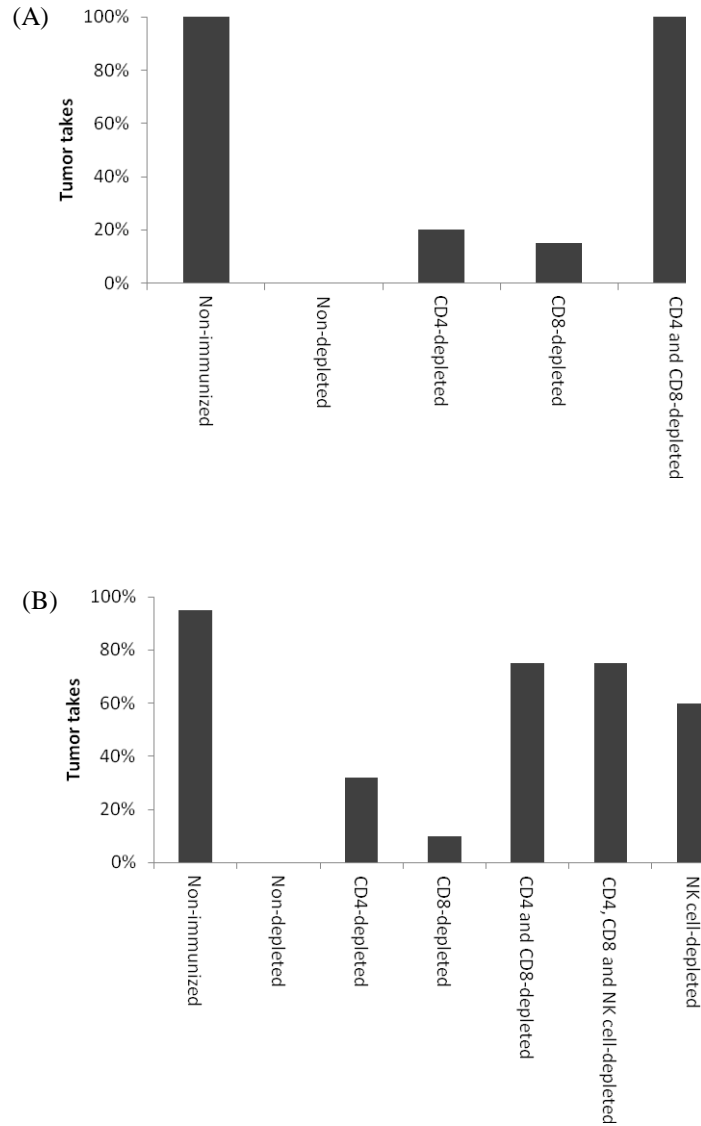 (A)
100%
80%
60%
40%
20%
0%
Tumor takes
Non-immunized
Non-depleted
CD4-depleted
CD8-depleted
CD4 and CD8-depleted
(B)
100%
80%
60%
40%
20%
0%
Tumor takes
Non-immunized
Non-depleted
CD4-depleted
CD8-depleted
CD4 and CD8-depleted
CD4, CD8 and NK cell-depleted
NK cell-depleted